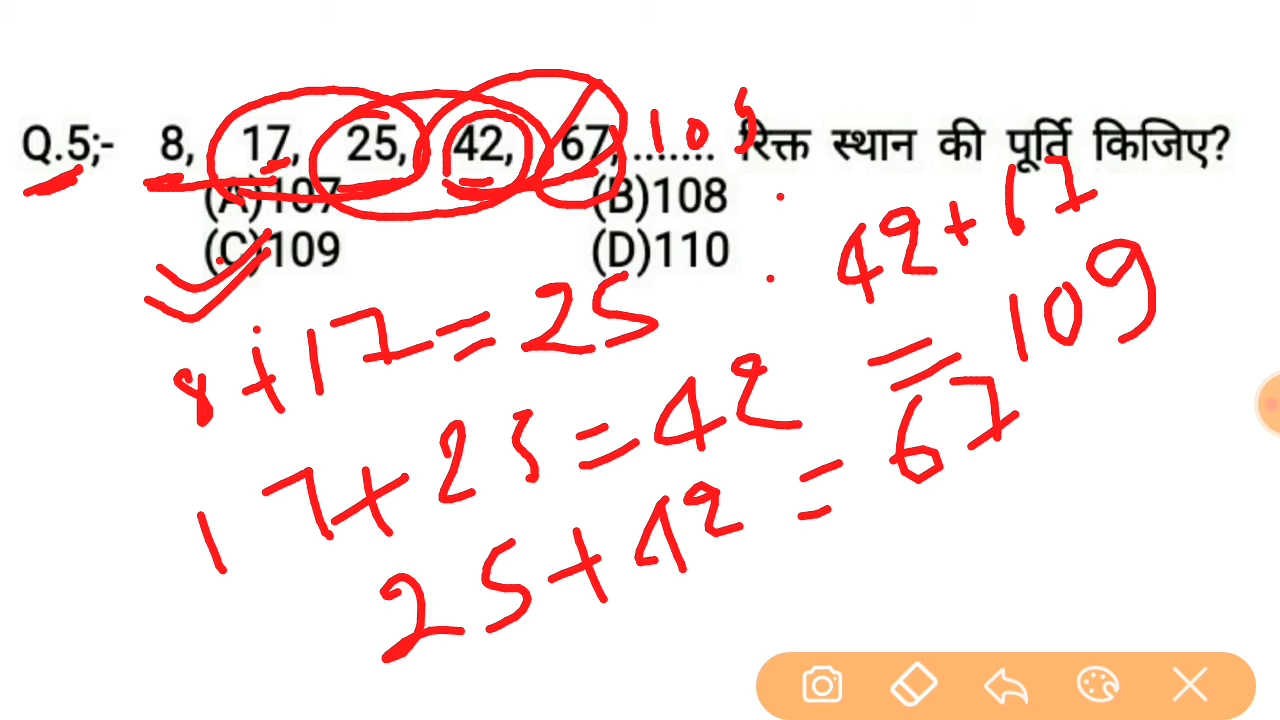 Q.5;- 8, 17, 25, 42, 67, ....... 109 रिक्त स्थान की पूर्ति किजिए?
(A)107 (B)108
(C)109 (D)110
8+17=25
42+67
=109
17+25=42
25+42=67